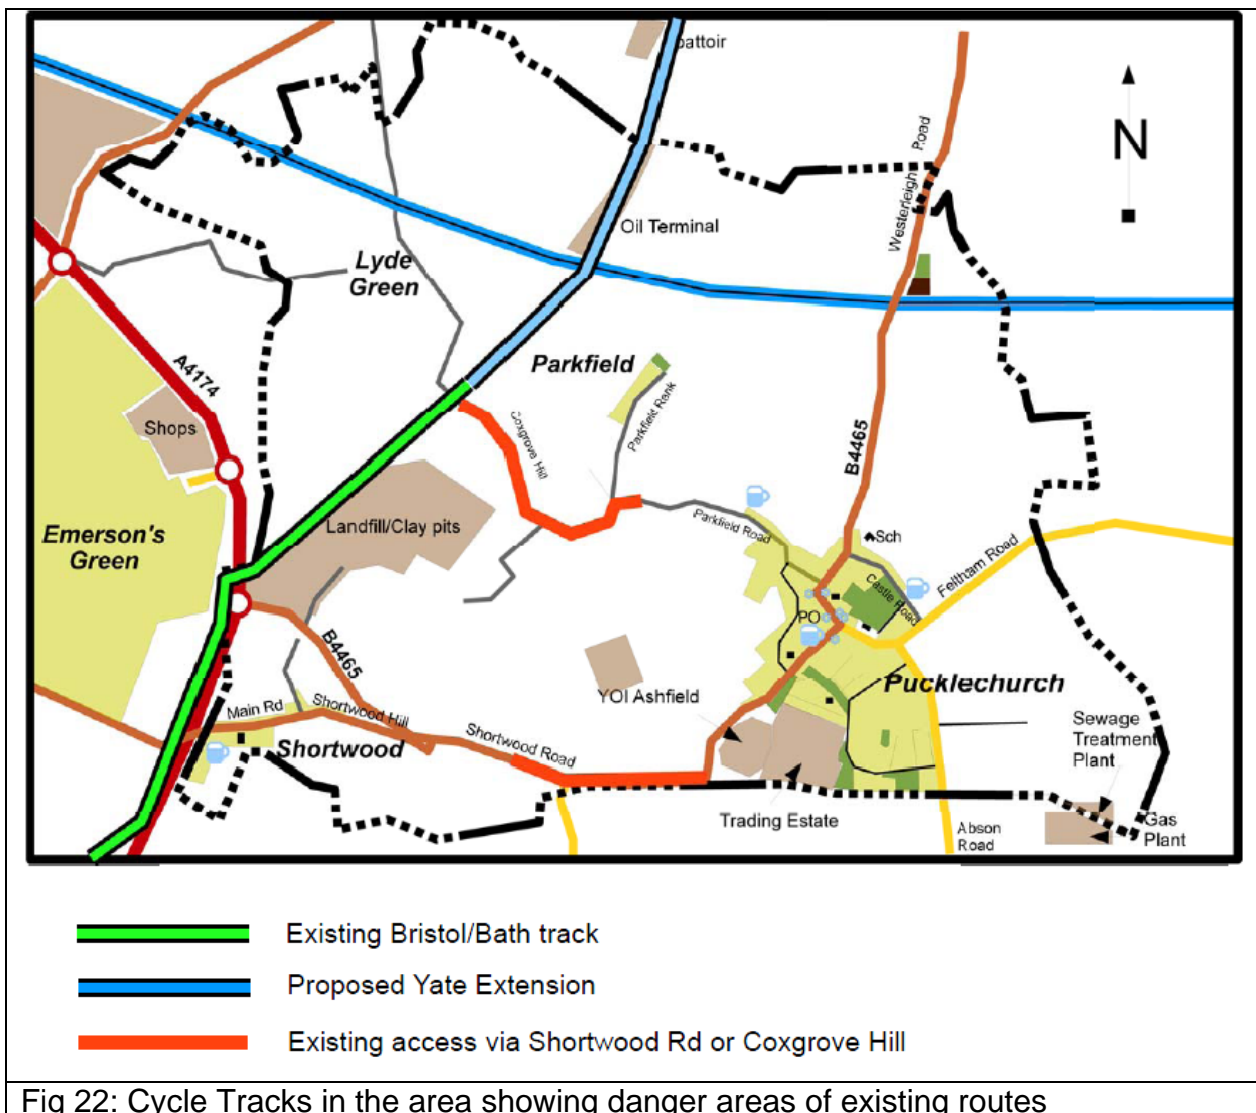 pattoir
N
Westerleigh Road
Oil Terminal
Lyde
Green
A4174
Parkfield
Parkfield Rank
Coxgrove Hill
Shops
B4465
Landfill/Clay pits
Emerson's
Green
Parkfield Road
Sch
Feltham Road
Castle Road
PO
B4465
YOI Ashfield
Pucklechurch
Main Rd
Shortwood Hill
Shortwood
Shortwood Road
Sewage
Treatment
Plant
Trading Estate
Abson
Road
Gas
Plant
Existing Bristol/Bath track
Proposed Yate Extension
Existing access via Shortwood Rd or Coxgrove Hill
Fig 22: Cycle Tracks in the area showing danger areas of existing routes